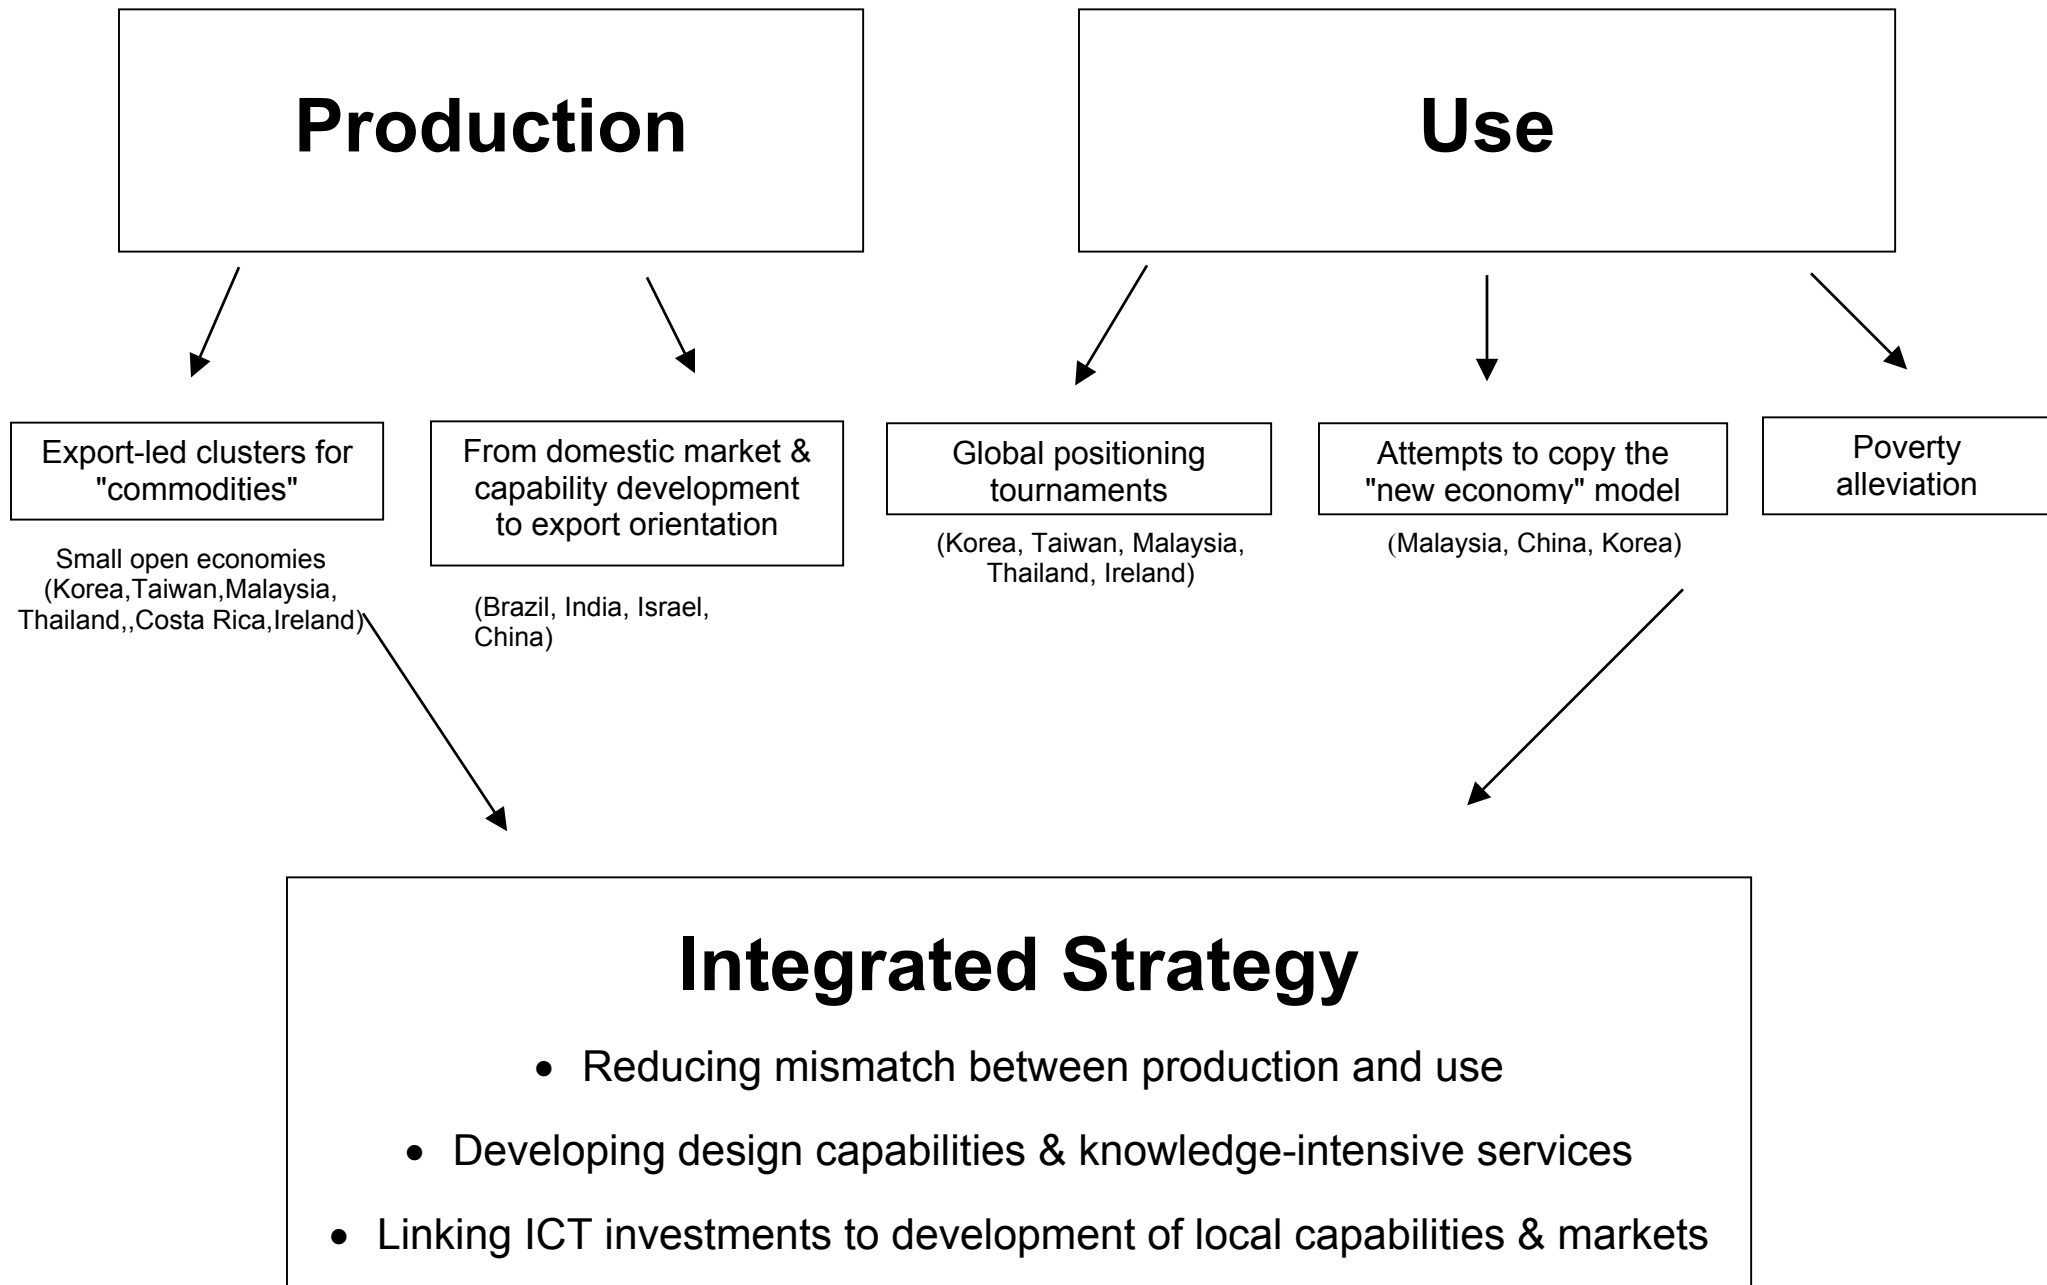 Production
Use
Export-led clusters for
"commodities"
Small open economies
(Korea,Taiwan,Malaysia,
Thailand,,Costa Rica,Ireland)
From domestic market &
capability development
to export orientation
(Brazil, India, Israel,
China)
Global positioning
tournaments
(Korea, Taiwan, Malaysia,
Thailand, Ireland)
Attempts to copy the
"new economy" model
(Malaysia, China, Korea)
Poverty
alleviation
Integrated Strategy
• Reducing mismatch between production and use
• Developing design capabilities & knowledge-intensive services
• Linking ICT investments to development of local capabilities & markets